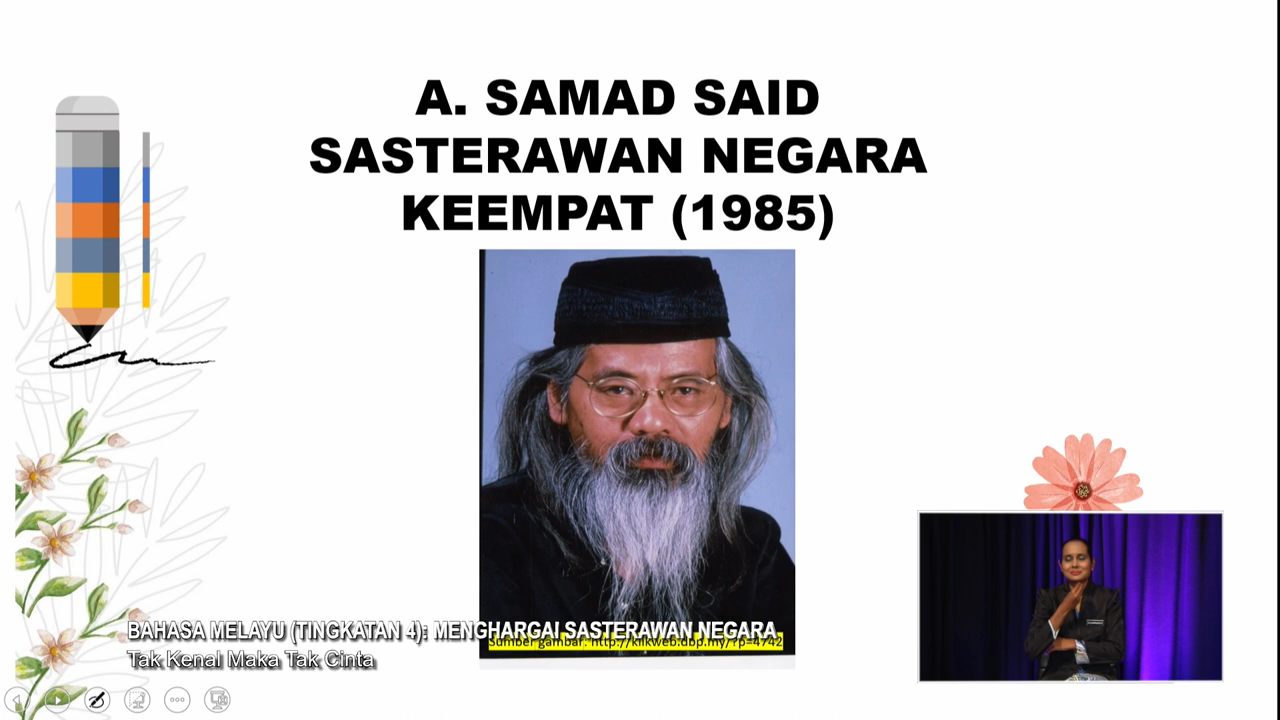 A. SAMAD SAID
SASTERAWAN NEGARA
KEEMPAT (1985)
Sumber gambar: http://klikweb.dbp.my/?p=4742
BAHASA MELAYU (TINGKATAN 4): MENGHARGAI SASTERAWAN NEGARA
Tak Kenal Maka Tak Cinta